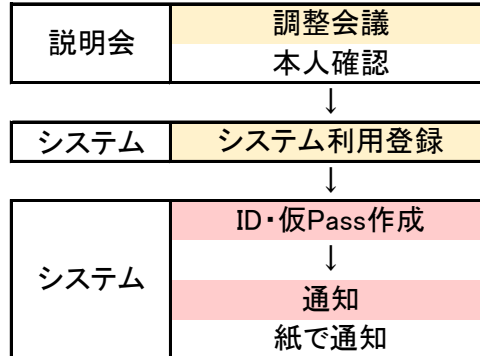 説明会
調整会議
本人確認
↓
システム
システム利用登録
↓
システム
ID・仮Pass作成
↓
通知
紙で通知